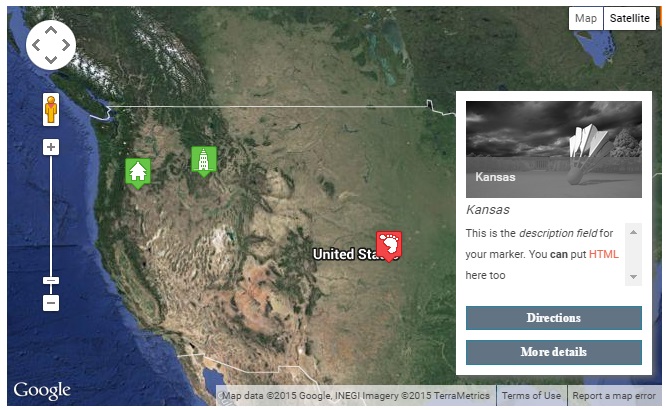 Map Satellite
Kansas
Kansas
This is the description field for
your marker. You can put HTML
here too
United Sta
Directions
More details
Google
Map data ©2015 Google, INEGI Imagery ©2015 TerraMetrics Terms of Use Report a map error